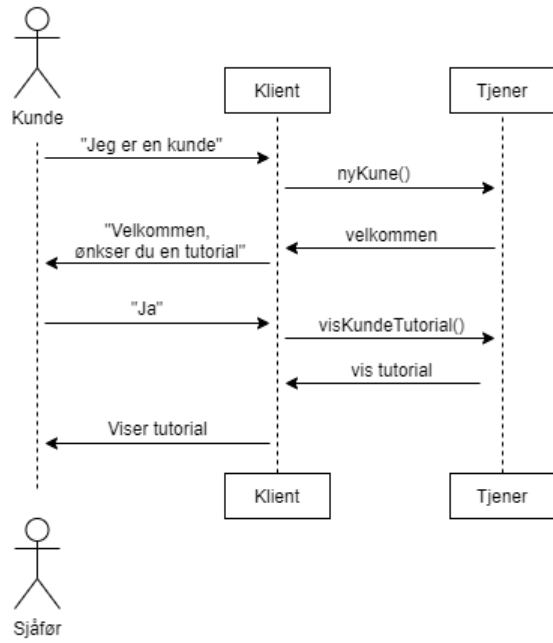 Kunde
Klient
Tjener
"Jeg er en kunde"
nyKune()
velkommen
"Velkommen,
ønkser du en tutorial"
"Ja"
visKundeTutorial()
vis tutorial
Viser tutorial
Klient
Tjener
Sjåfør